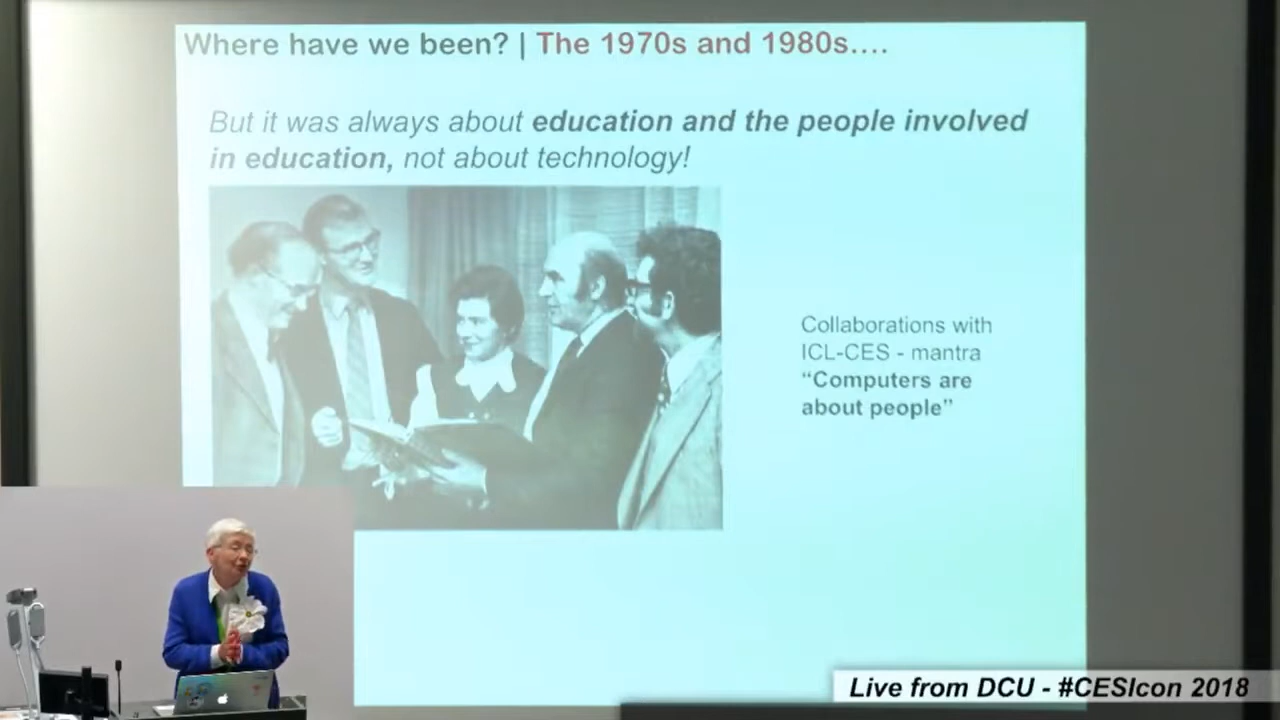 Where have we been? | The 1970s and 1980s....
But it was always about education and the people involved
in education, not about technology!
Collaborations with
ICL-CES - mantra
“Computers are
about people”
Live from DCU - #CESIcon 2018